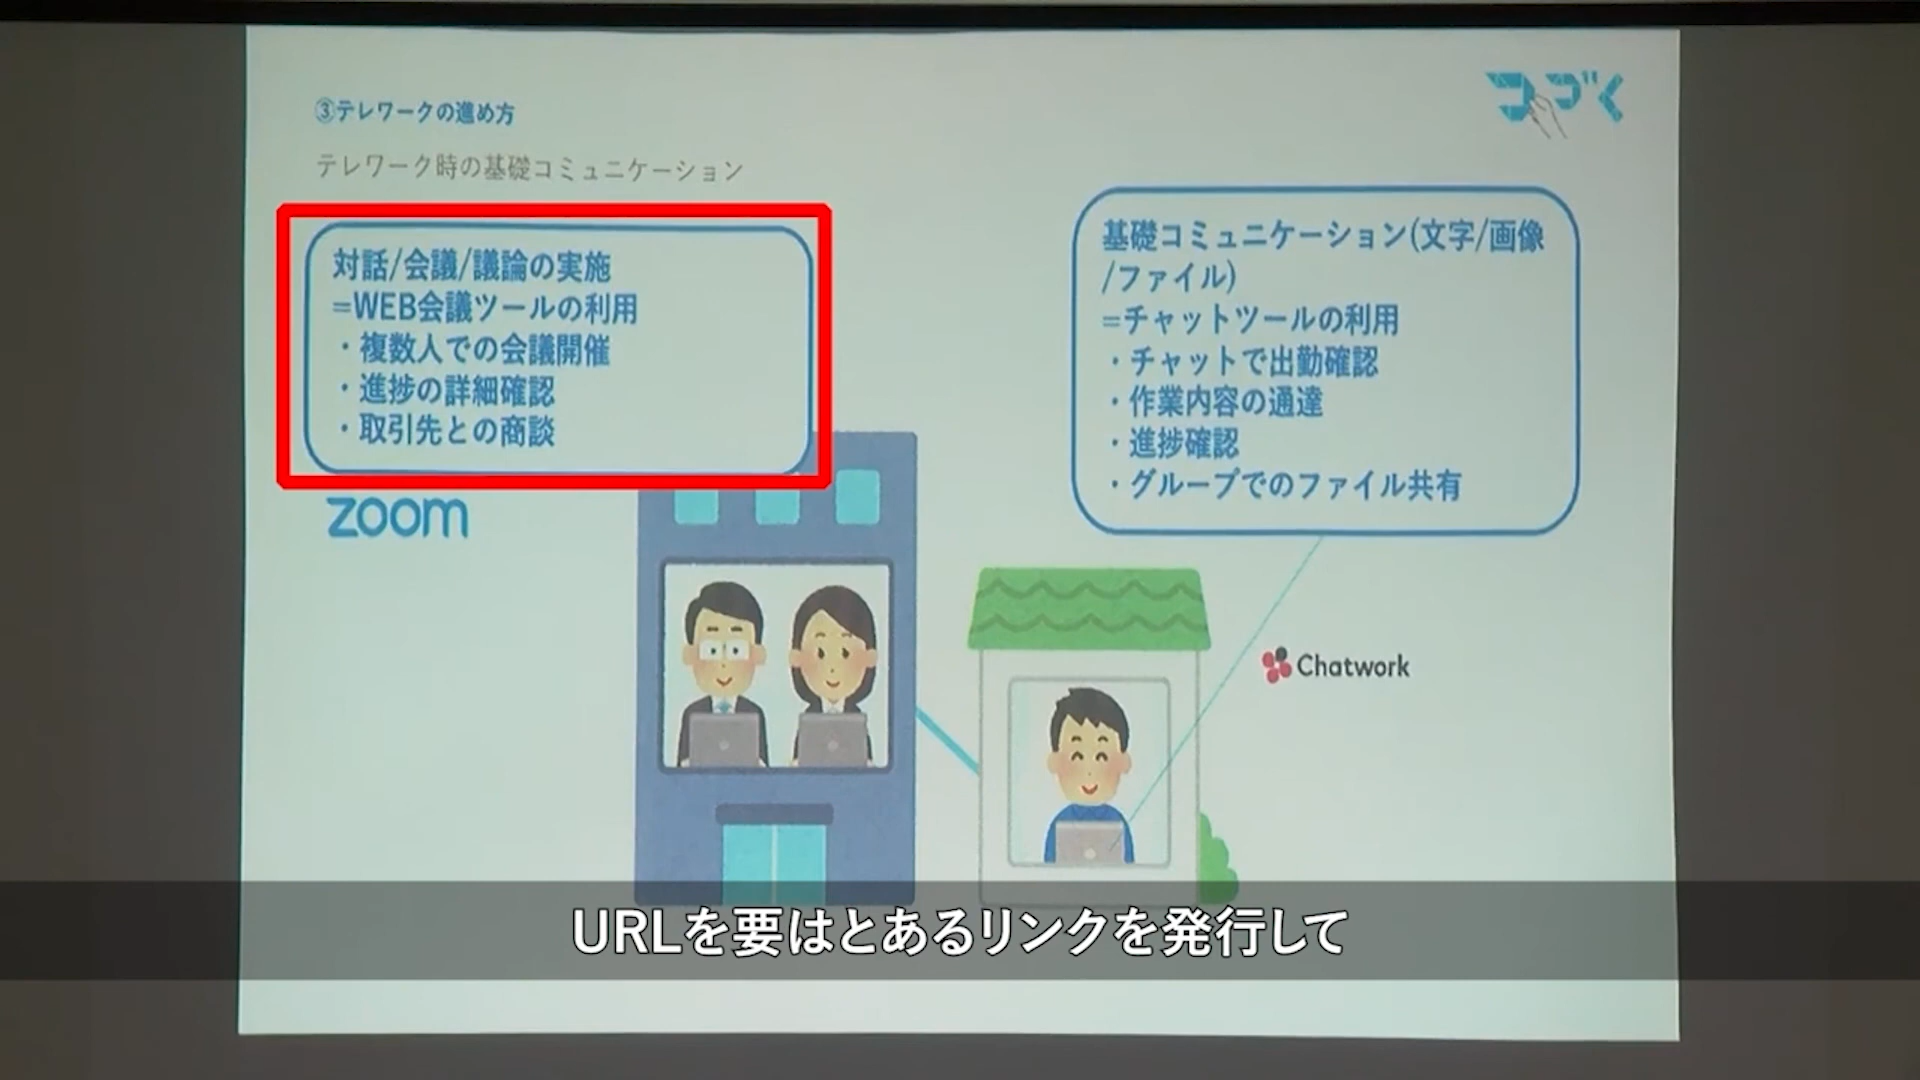 ③テレワークの進め方
つづく
テレワーク時の基礎コミュニケーション
対話/会議/議論の実施
=WEB会議ツールの利用
・複数人での会議開催
・進捗の詳細確認
・取引先との商談
zoom
基礎コミュニケーション(文字/画像
/ファイル)
=チャットツールの利用
・チャットで出勤確認
・作業内容の通達
・進捗確認
・グループでのファイル共有
Chatwork
URLを要はとあるリンクを発行して